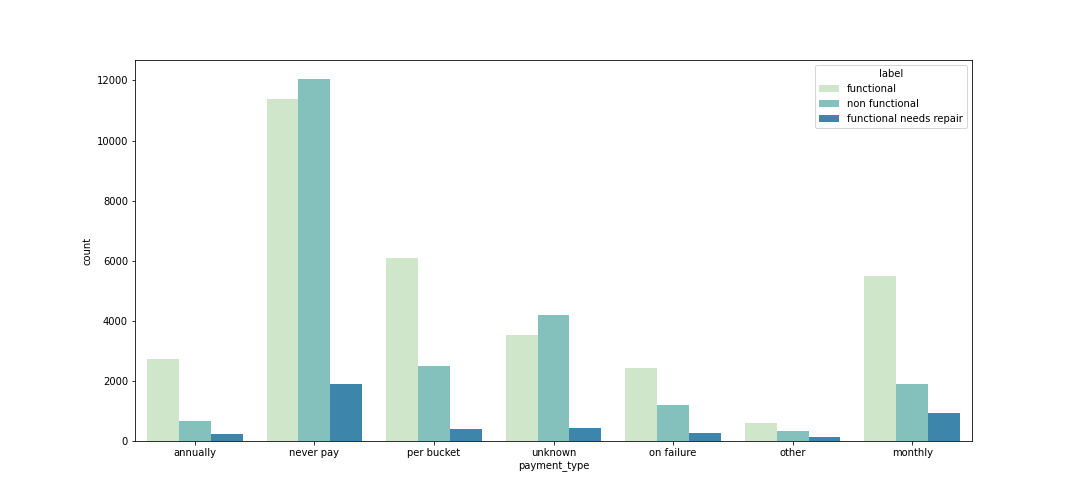 label
functional
non functional
functional needs repair
12000
10000
8000
6000
4000
2000
0
count
annually never pay per bucket unknown on failure other monthly
payment_type